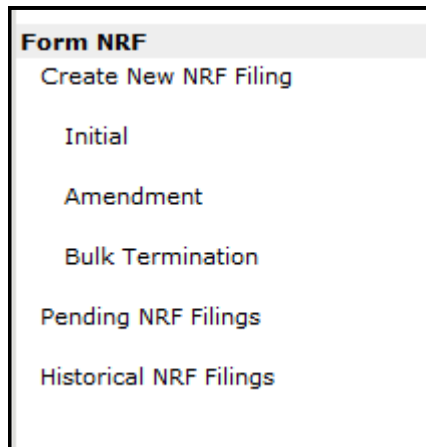 Form NRF
Create New NRF Filing
Initial
Amendment
Bulk Termination
Pending NRF Filings
Historical NRF Filings